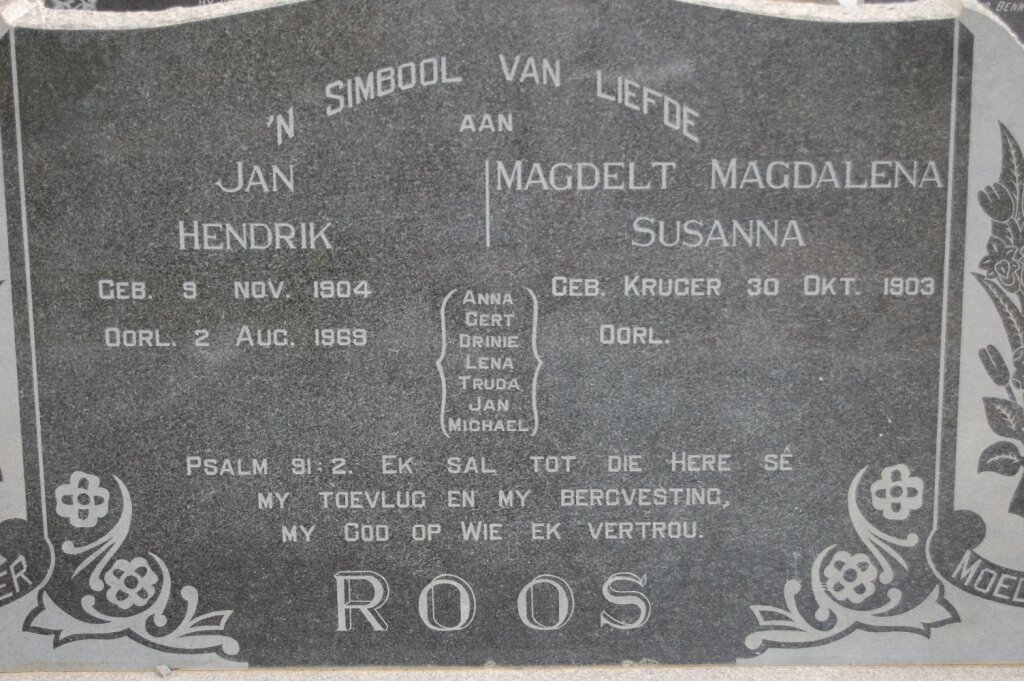 'N SIMBOOL VAN LIEFDE
AAN
JAN
HENDRIK
GEB. 9 NOV. 1904
OORL. 2 AUG. 1969
MAGDELT MAGDALENA
SUSANNA
GEB. KRUGER 30 OKT. 1903
OORL.
ANNA
GERT
DRINIE
LENA
TRUDA
JAN
MICHAEL
PSALM 91:2. EK SAL TOT DIE HERE SÊ
MY TOEVLUG EN MY BERGVESTING,
MY GOD OP WIE EK VERTROU.
ROOS